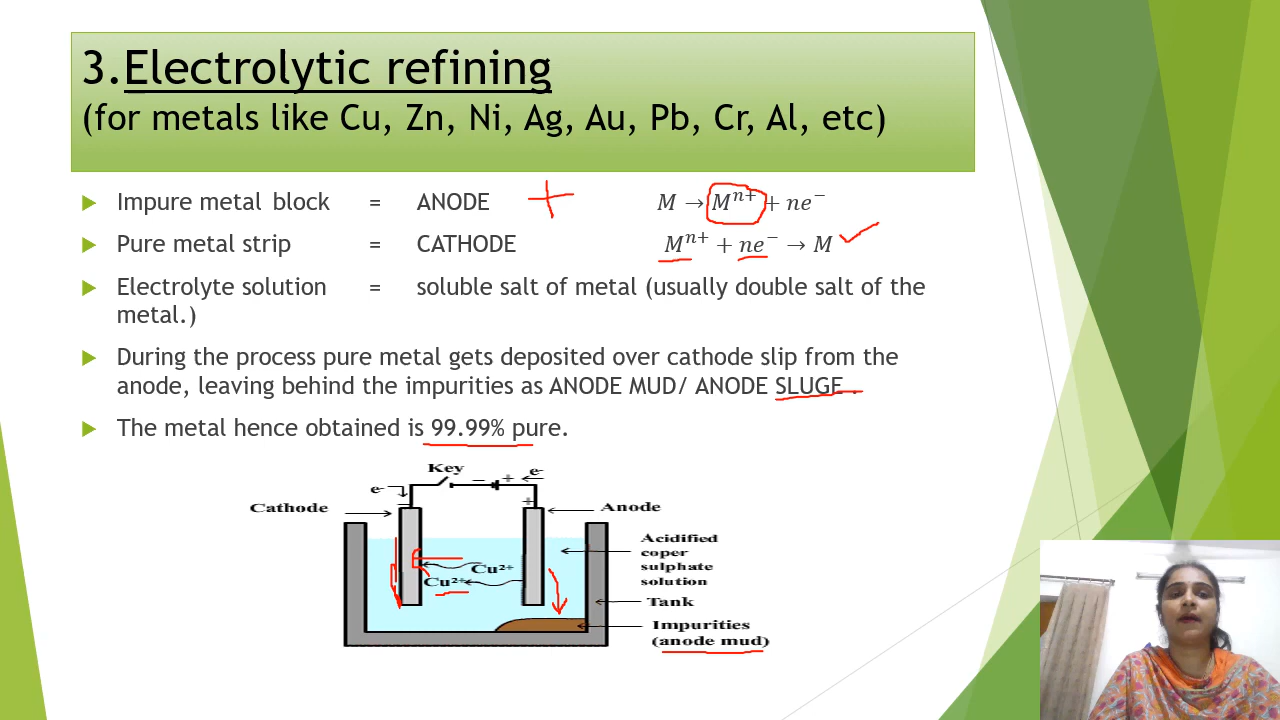 3.Electrolytic refining
(for metals like Cu, Zn, Ni, Ag, Au, Pb, Cr, Al, etc)
Impure metal block = ANODE M → Mⁿ⁺ + ne⁻
Pure metal strip = CATHODE Mⁿ⁺ + ne⁻ → M
Electrolyte solution = soluble salt of metal (usually double salt of the
metal.)
During the process pure metal gets deposited over cathode slip from the
anode, leaving behind the impurities as ANODE MUD/ ANODE SLUGE .
The metal hence obtained is 99.99% pure.
Key
e⁻ − + e⁻
− +
Cathode
Anode
Acidified
coper
sulphate
solution
Cu²⁺
Cu²⁺
Tank
Impurities
(anode mud)